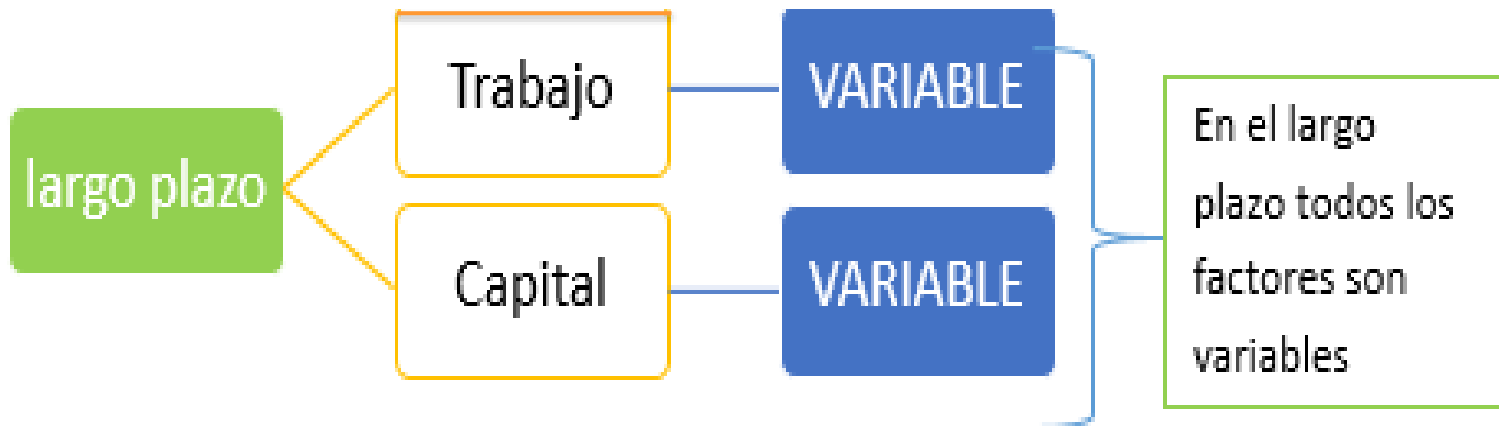 largo plazo
Trabajo
VARIABLE
Capital
VARIABLE
En el largo
plazo todos los
factores son
variables